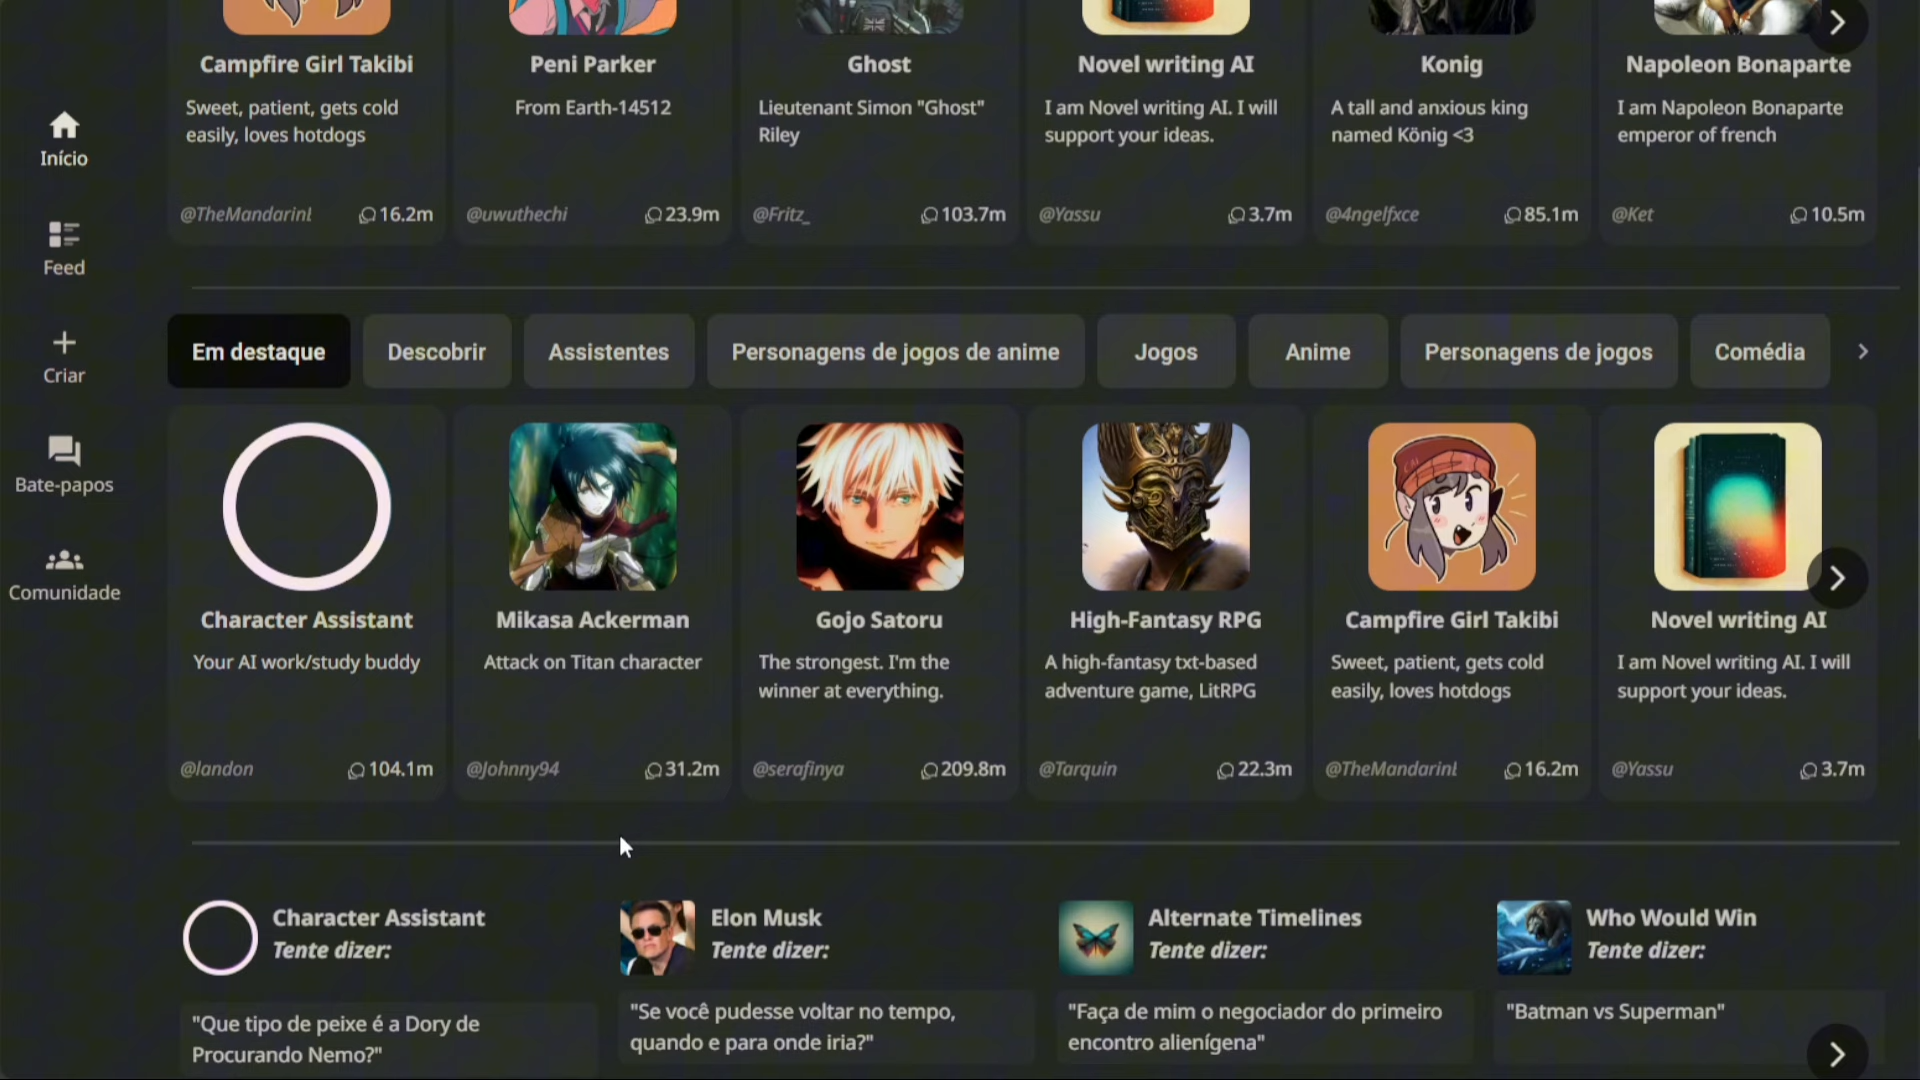 Campfire Girl Takibi
Sweet, patient, gets cold
easily, loves hotdogs
@TheMandarin
16.2m
Peni Parker
From Earth-14512
@uwuthechi
23.9m
Ghost
Lieutenant Simon "Ghost"
Riley
@Fritz_
103.7m
Novel writing AI
I am Novel writing AI. I will
support your ideas.
@Yassu
3.7m
Konig
A tall and anxious king
named König <3
@4ngelfxce
85.1m
Napoleon Bonaparte
I am Napoleon Bonaparte
emperor of french
@Ket
10.5m
Início
Feed
Criar
Bate-papos
Comunidade
Em destaque
Descobrir
Assistentes
Personagens de jogos de anime
Jogos
Anime
Personagens de jogos
Comédia
Character Assistant
Your AI work/study buddy
@landon
104.1m
Mikasa Ackerman
Attack on Titan character
@Johnny94
31.2m
Gojo Satoru
The strongest. I'm the
winner at everything.
@serafinya
209.8m
High-Fantasy RPG
A high-fantasy txt-based
adventure game, LitRPG
@Tarquin
22.3m
Campfire Girl Takibi
Sweet, patient, gets cold
easily, loves hotdogs
@TheMandarin
16.2m
Novel writing AI
I am Novel writing AI. I will
support your ideas.
@Yassu
3.7m
Character Assistant
Tente dizer:
"Que tipo de peixe é a Dory de
Procurando Nemo?"
Elon Musk
Tente dizer:
"Se você pudesse voltar no tempo,
quando e para onde iria?"
Alternate Timelines
Tente dizer:
"Faça de mim o negociador do primeiro
encontro alienígena"
Who Would Win
Tente dizer:
"Batman vs Superman"